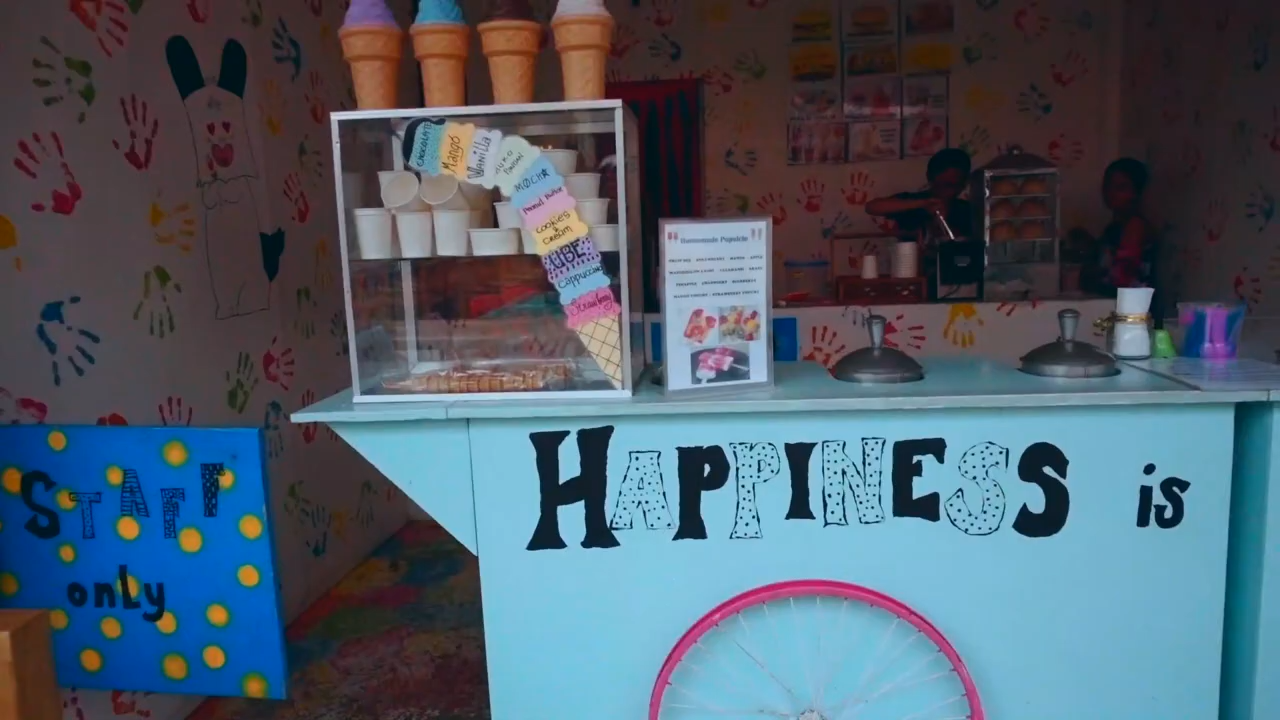 CHOCOLATE
Mango
Vanilla
MOCHA
Peanut Butter
COOKIES
& CREAM
UBE
Cappuccino
Strawberry
Homemade Popsicle
HAPPINESS is
STAFF
only